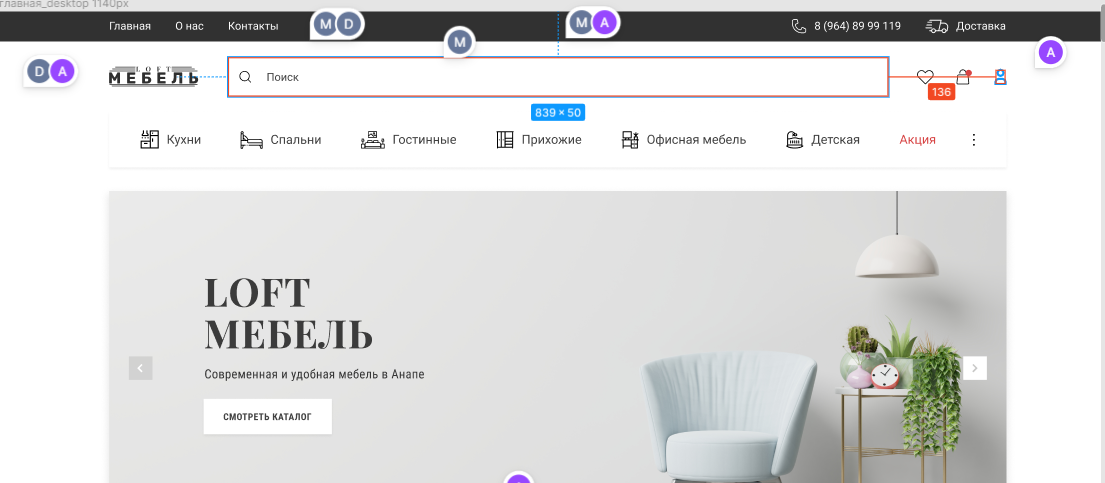 главная_desktop 1140px
Главная О нас Контакты M D M A 8 (964) 89 99 119 Доставка
M
A
D A
LOFT
МЕБЕЛЬ
Поиск
136
839 × 50
Кухни Спальни Гостинные Прихожие Офисная мебель Детская Акция
LOFT
МЕБЕЛЬ
Современная и удобная мебель в Анапе
СМОТРЕТЬ КАТАЛОГ